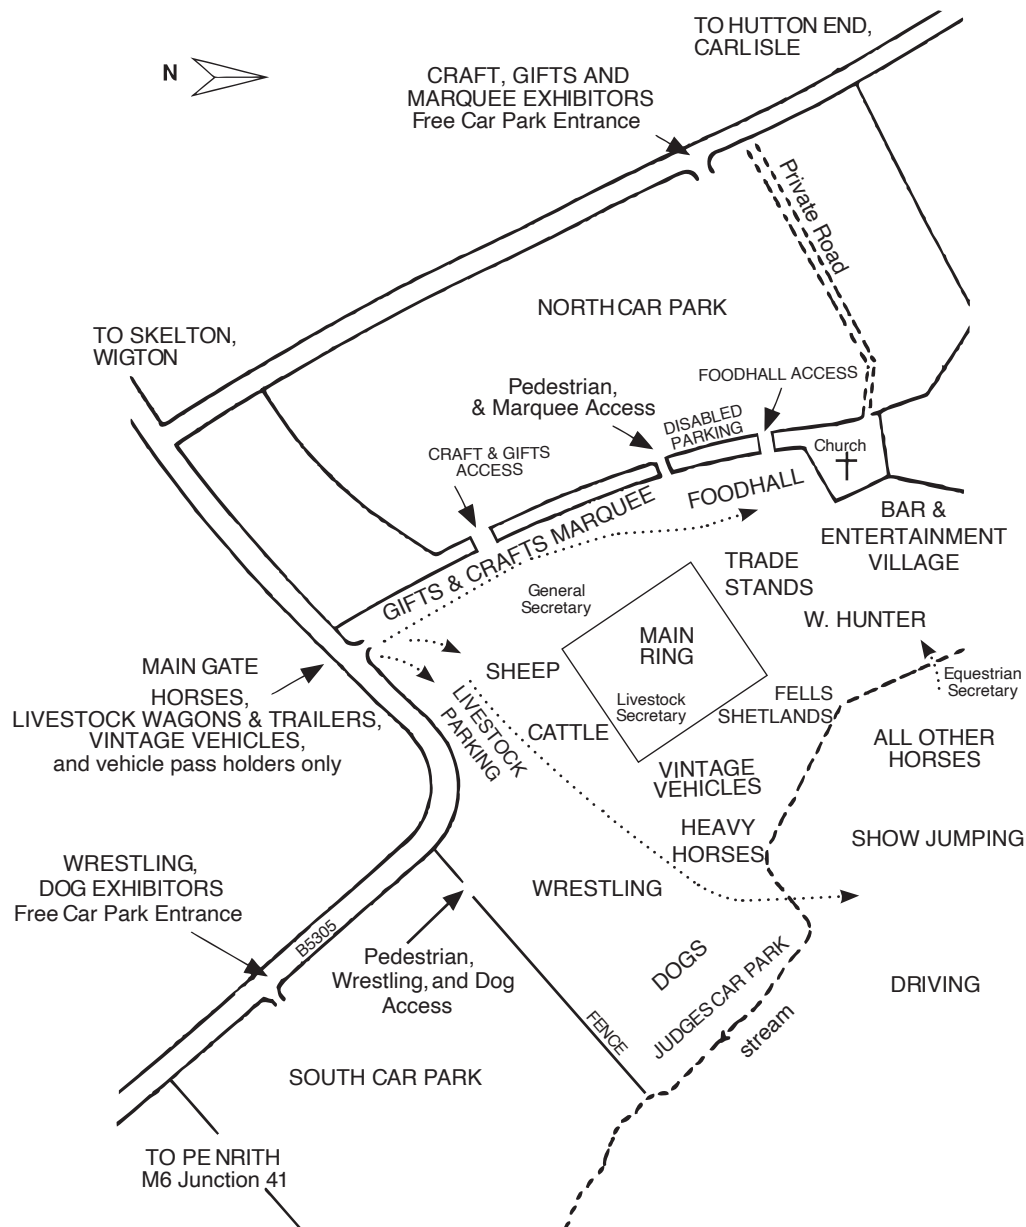 TO HUTTON END,
CARLISLE
N
CRAFT, GIFTS AND
MARQUEE EXHIBITORS
Free Car Park Entrance
Private Road
NORTH CAR PARK
TO SKELTON,
WIGTON
FOODHALL ACCESS
Pedestrian,
& Marquee Access
DISABLED
PARKING
CRAFT & GIFTS
ACCESS
Church
FOODHALL
GIFTS & CRAFTS MARQUEE
BAR &
ENTERTAINMENT
VILLAGE
TRADE
STANDS
General
Secretary
W. HUNTER
MAIN
RING
MAIN GATE
HORSES,
LIVESTOCK WAGONS & TRAILERS,
VINTAGE VEHICLES,
and vehicle pass holders only
SHEEP
Equestrian
Secretary
LIVESTOCK
PARKING
Livestock
Secretary
FELLS
SHETLANDS
CATTLE
ALL OTHER
HORSES
VINTAGE
VEHICLES
HEAVY
HORSES
SHOW JUMPING
WRESTLING,
DOG EXHIBITORS
Free Car Park Entrance
WRESTLING
B5305
Pedestrian,
Wrestling, and Dog
Access
DOGS
JUDGES CAR PARK
DRIVING
FENCE
stream
SOUTH CAR PARK
TO PENRITH
M6 Junction 41